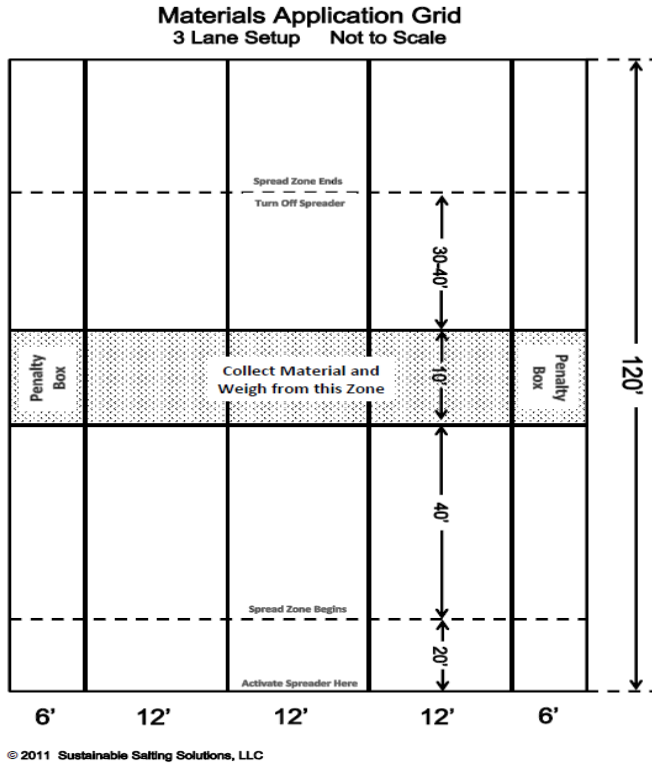 Materials Application Grid
3 Lane Setup Not to Scale
Spread Zone Ends
Turn Off Spreader
30-40'
Penalty
Box
Collect Material and
Weigh from this Zone
10'
Penalty
Box
120'
40'
Spread Zone Begins
20'
Activate Spreader Here
6' 12' 12' 12' 6'
© 2011 Sustainable Salting Solutions, LLC